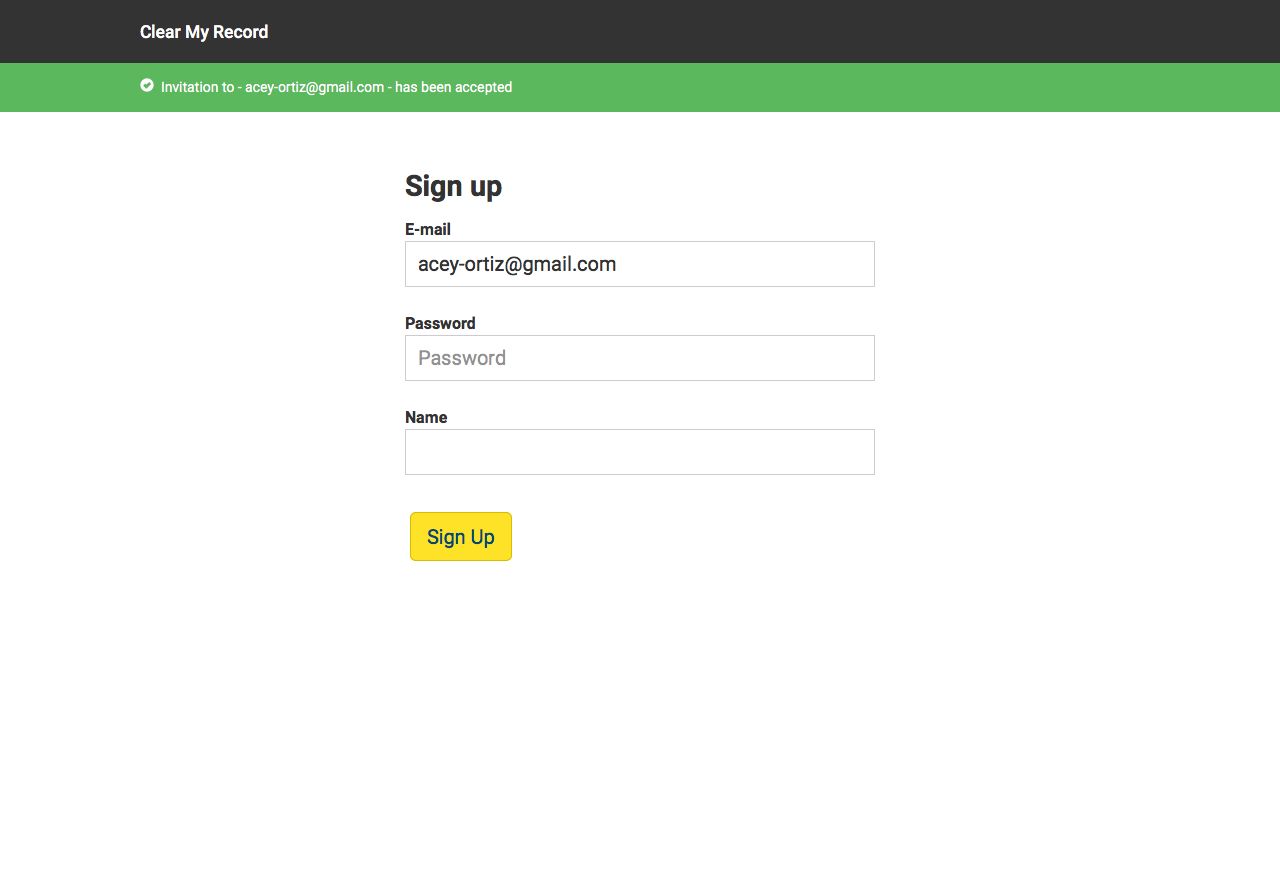 Clear My Record
Invitation to - acey-ortiz@gmail.com - has been accepted
Sign up
E-mail
acey-ortiz@gmail.com
Password
Password
Name
Sign Up